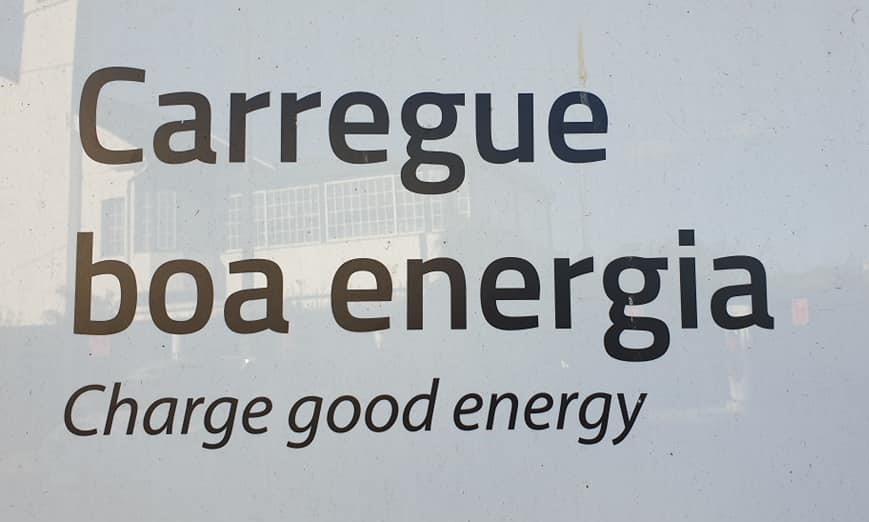 Carregue
boa energia
Charge good energy